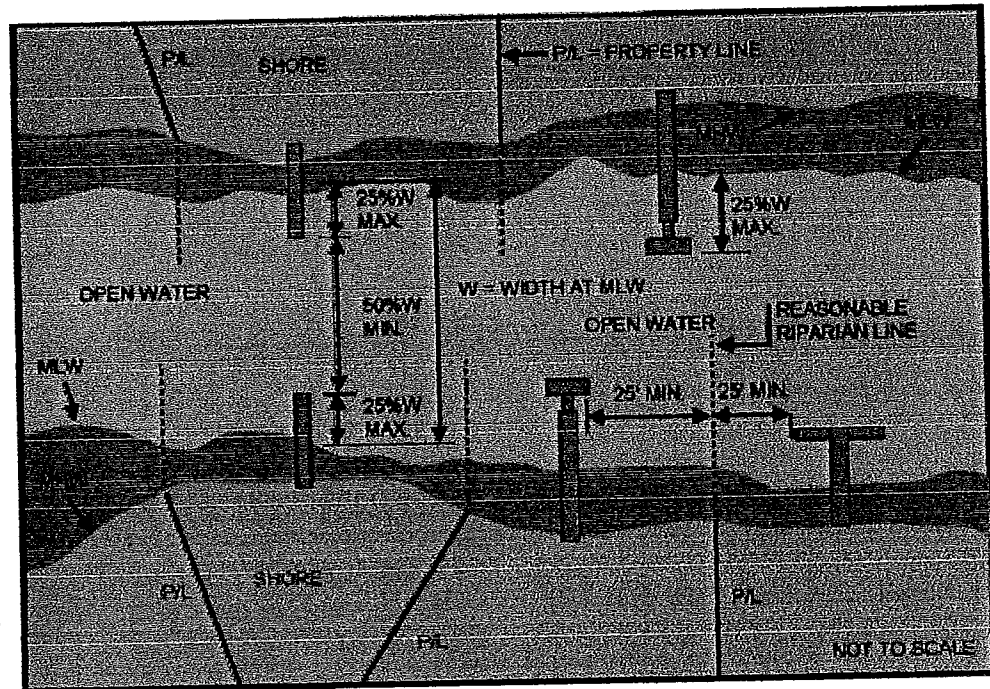 P/L
SHORE
P/L - PROPERTY LINE
MHW
MLW
25%W
MAX.
25%W
MAX.
OPEN WATER
50%W
MIN.
W - WIDTH AT MLW
OPEN WATER
REASONABLE
RIPARIAN LINE
MLW
25%W
MAX.
25' MIN.
25' MIN.
P/L
SHORE
P/L
P/L
NOT TO SCALE